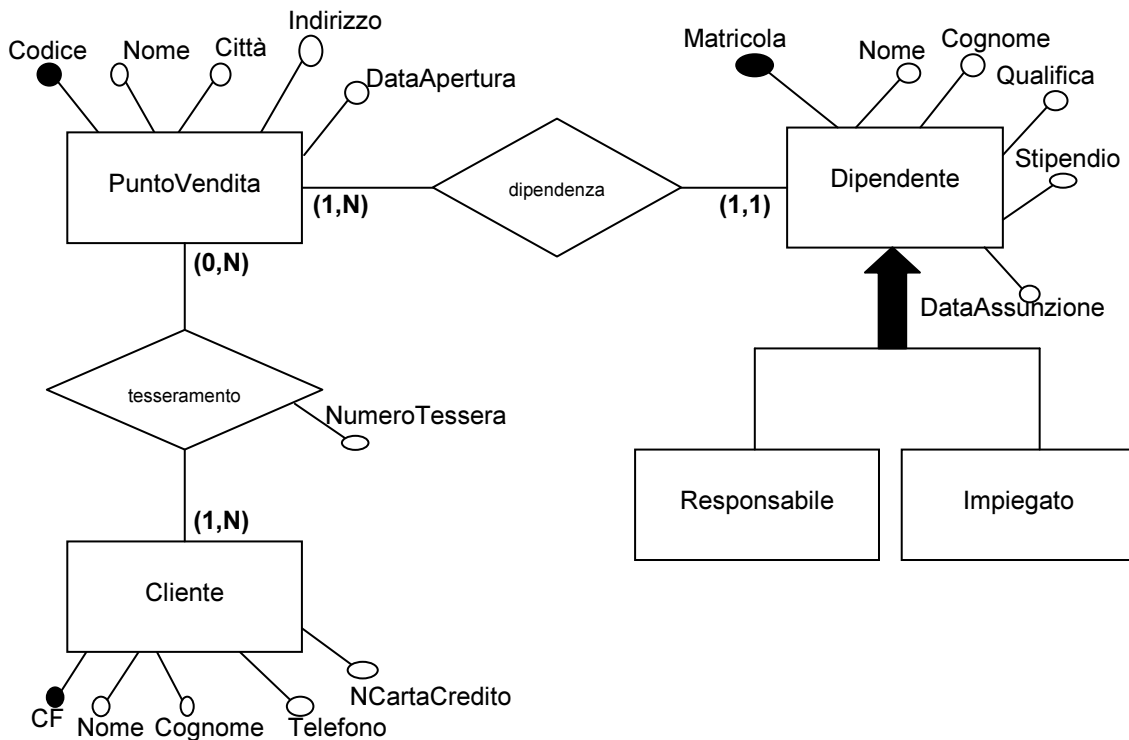 Indirizzo
Codice
Nome
Città
DataApertura
Matricola
Nome
Cognome
Qualifica
Stipendio
PuntoVendita
dipendenza
Dipendente
(1,N)
(1,1)
(0,N)
DataAssunzione
tesseramento
NumeroTessera
Responsabile
Impiegato
(1,N)
Cliente
NCartaCredito
CF
Nome
Cognome
Telefono